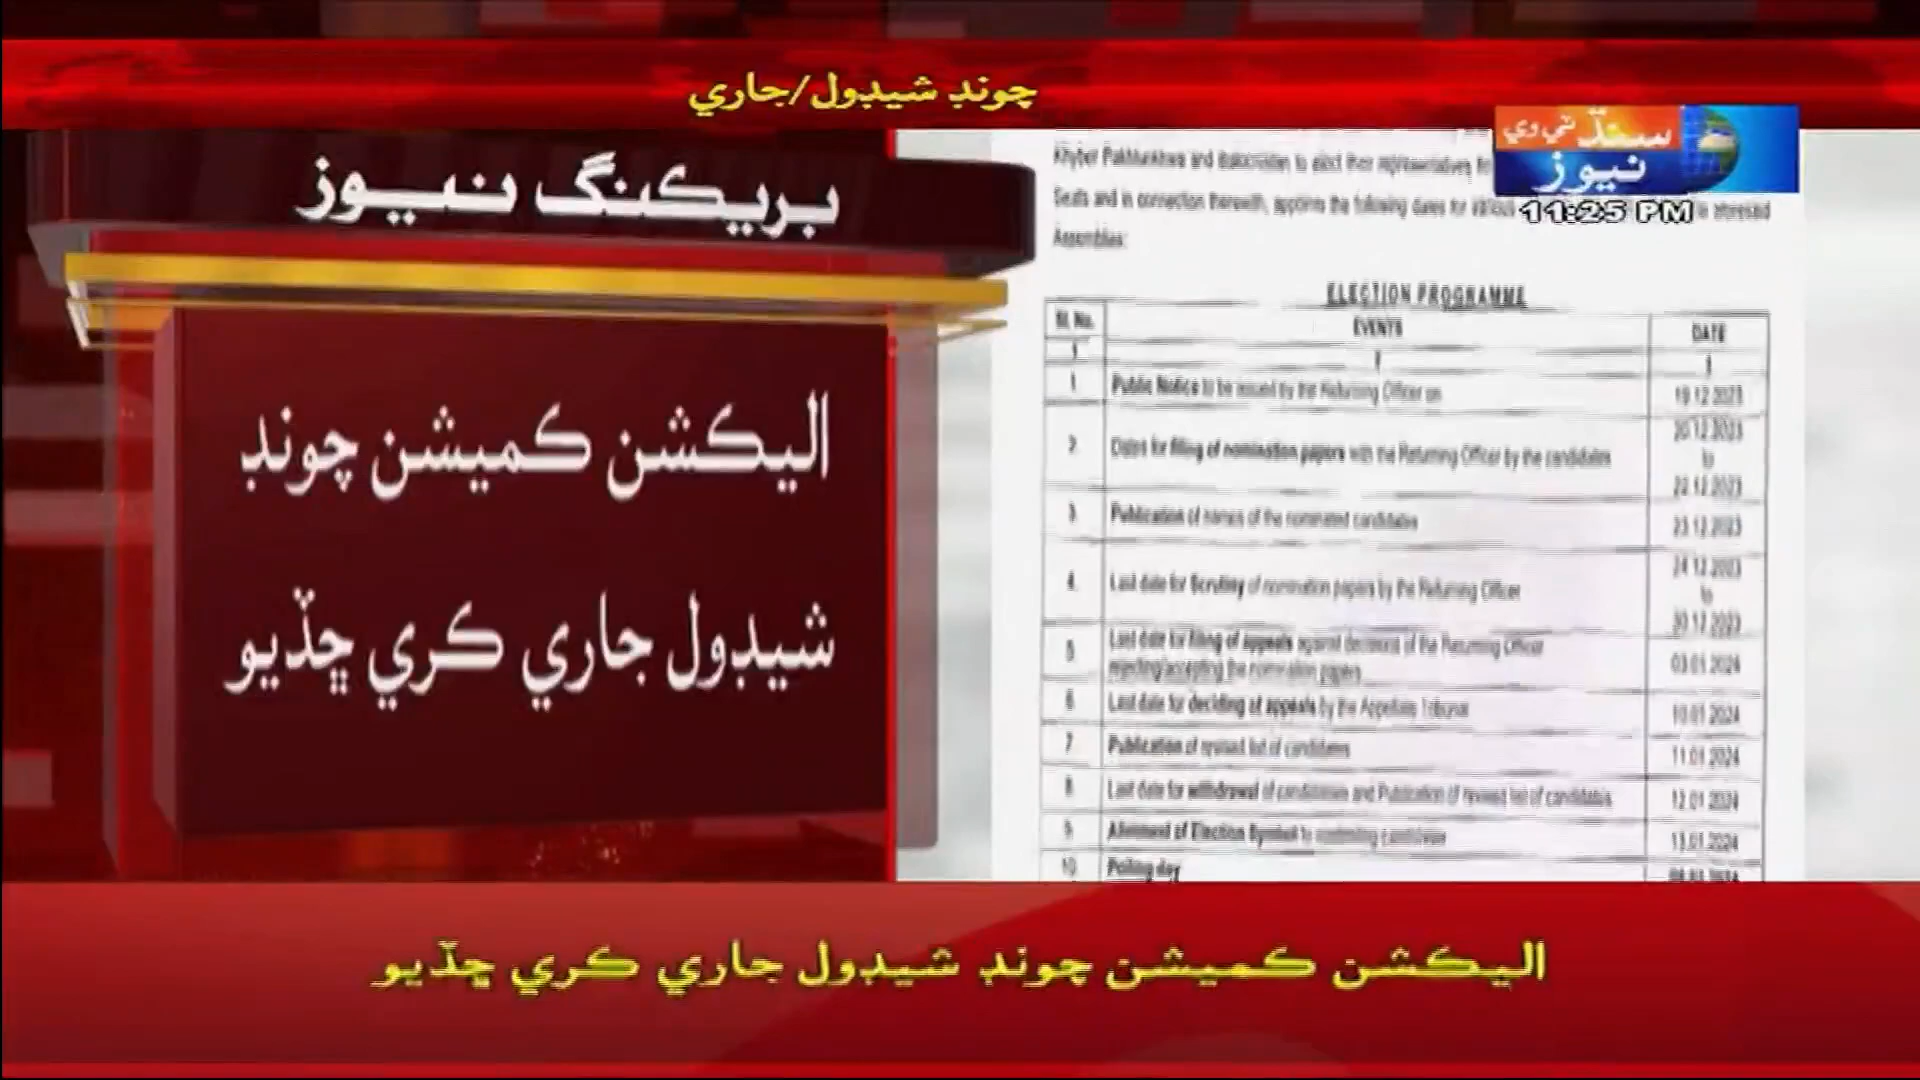 چونڊ شيڊول/جاري
سنڌ ٽي وي
نيوز
11:25 PM
بريڪنگ نيوز
اليڪشن ڪميشن چونڊ
شيڊول جاري ڪري ڇڏيو
Khyber Pakhtunkhwa and Balochistan to elect their representatives
Seats and in connection therewith, appoints the following dates for various
Assemblies:
ELECTION PROGRAMME
Sl. No. EVENTS DATE
1 2 3
1. Public Notice to be issued by the Returning Officer on 19.12.2023
2. Dates for filing of nomination papers with the Returning Officer by the candidates 20.12.2023 to 22.12.2023
3. Publication of names of the nominated candidates 23.12.2023
4. Last date for Scrutiny of nomination papers by the Returning Officer 24.12.2023 to 30.12.2023
5. Last date for filing of appeals against decisions of the Returning Officer
rejecting/accepting the nomination papers 03.01.2024
6. Last date for deciding of appeals by the Appellate Tribunal 10.01.2024
7. Publication of revised list of candidates 11.01.2024
8. Last date for withdrawal of candidature and Publication of revised list of candidates 12.01.2024
9. Allotment of Election Symbol to contesting candidates 13.01.2024
10. Polling day
اليڪشن ڪميشن چونڊ شيڊول جاري ڪري ڇڏيو